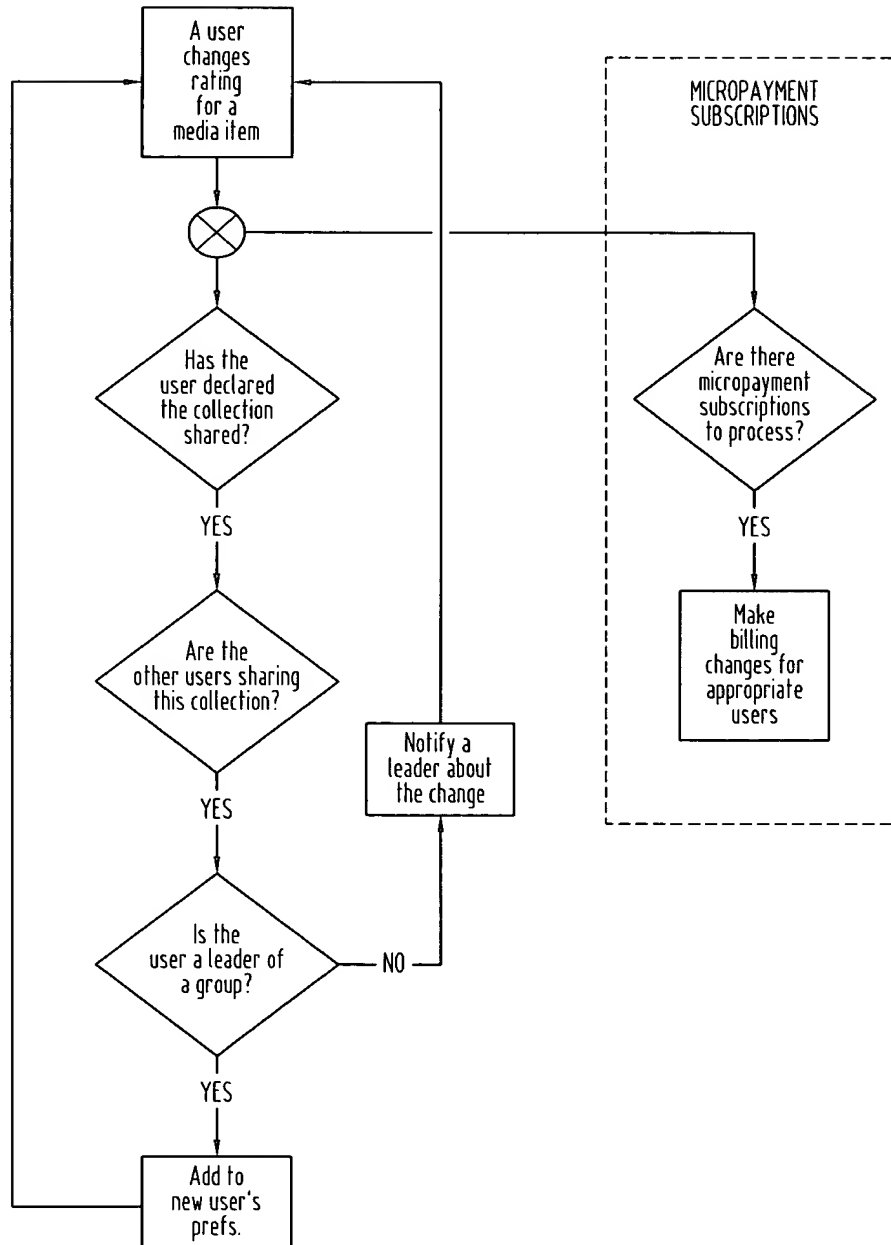 A user
changes
rating
for a
media item
MICROPAYMENT
SUBSCRIPTIONS
Has the
user declared
the collection
shared?
Are there
micropayment
subscriptions
to process?
YES
YES
Are the
other users sharing
this collection?
Make
billing
changes for
appropriate
users
Notify a
leader about
the change
YES
Is the
user a leader of
a group?
NO
YES
Add to
new user's
prefs.